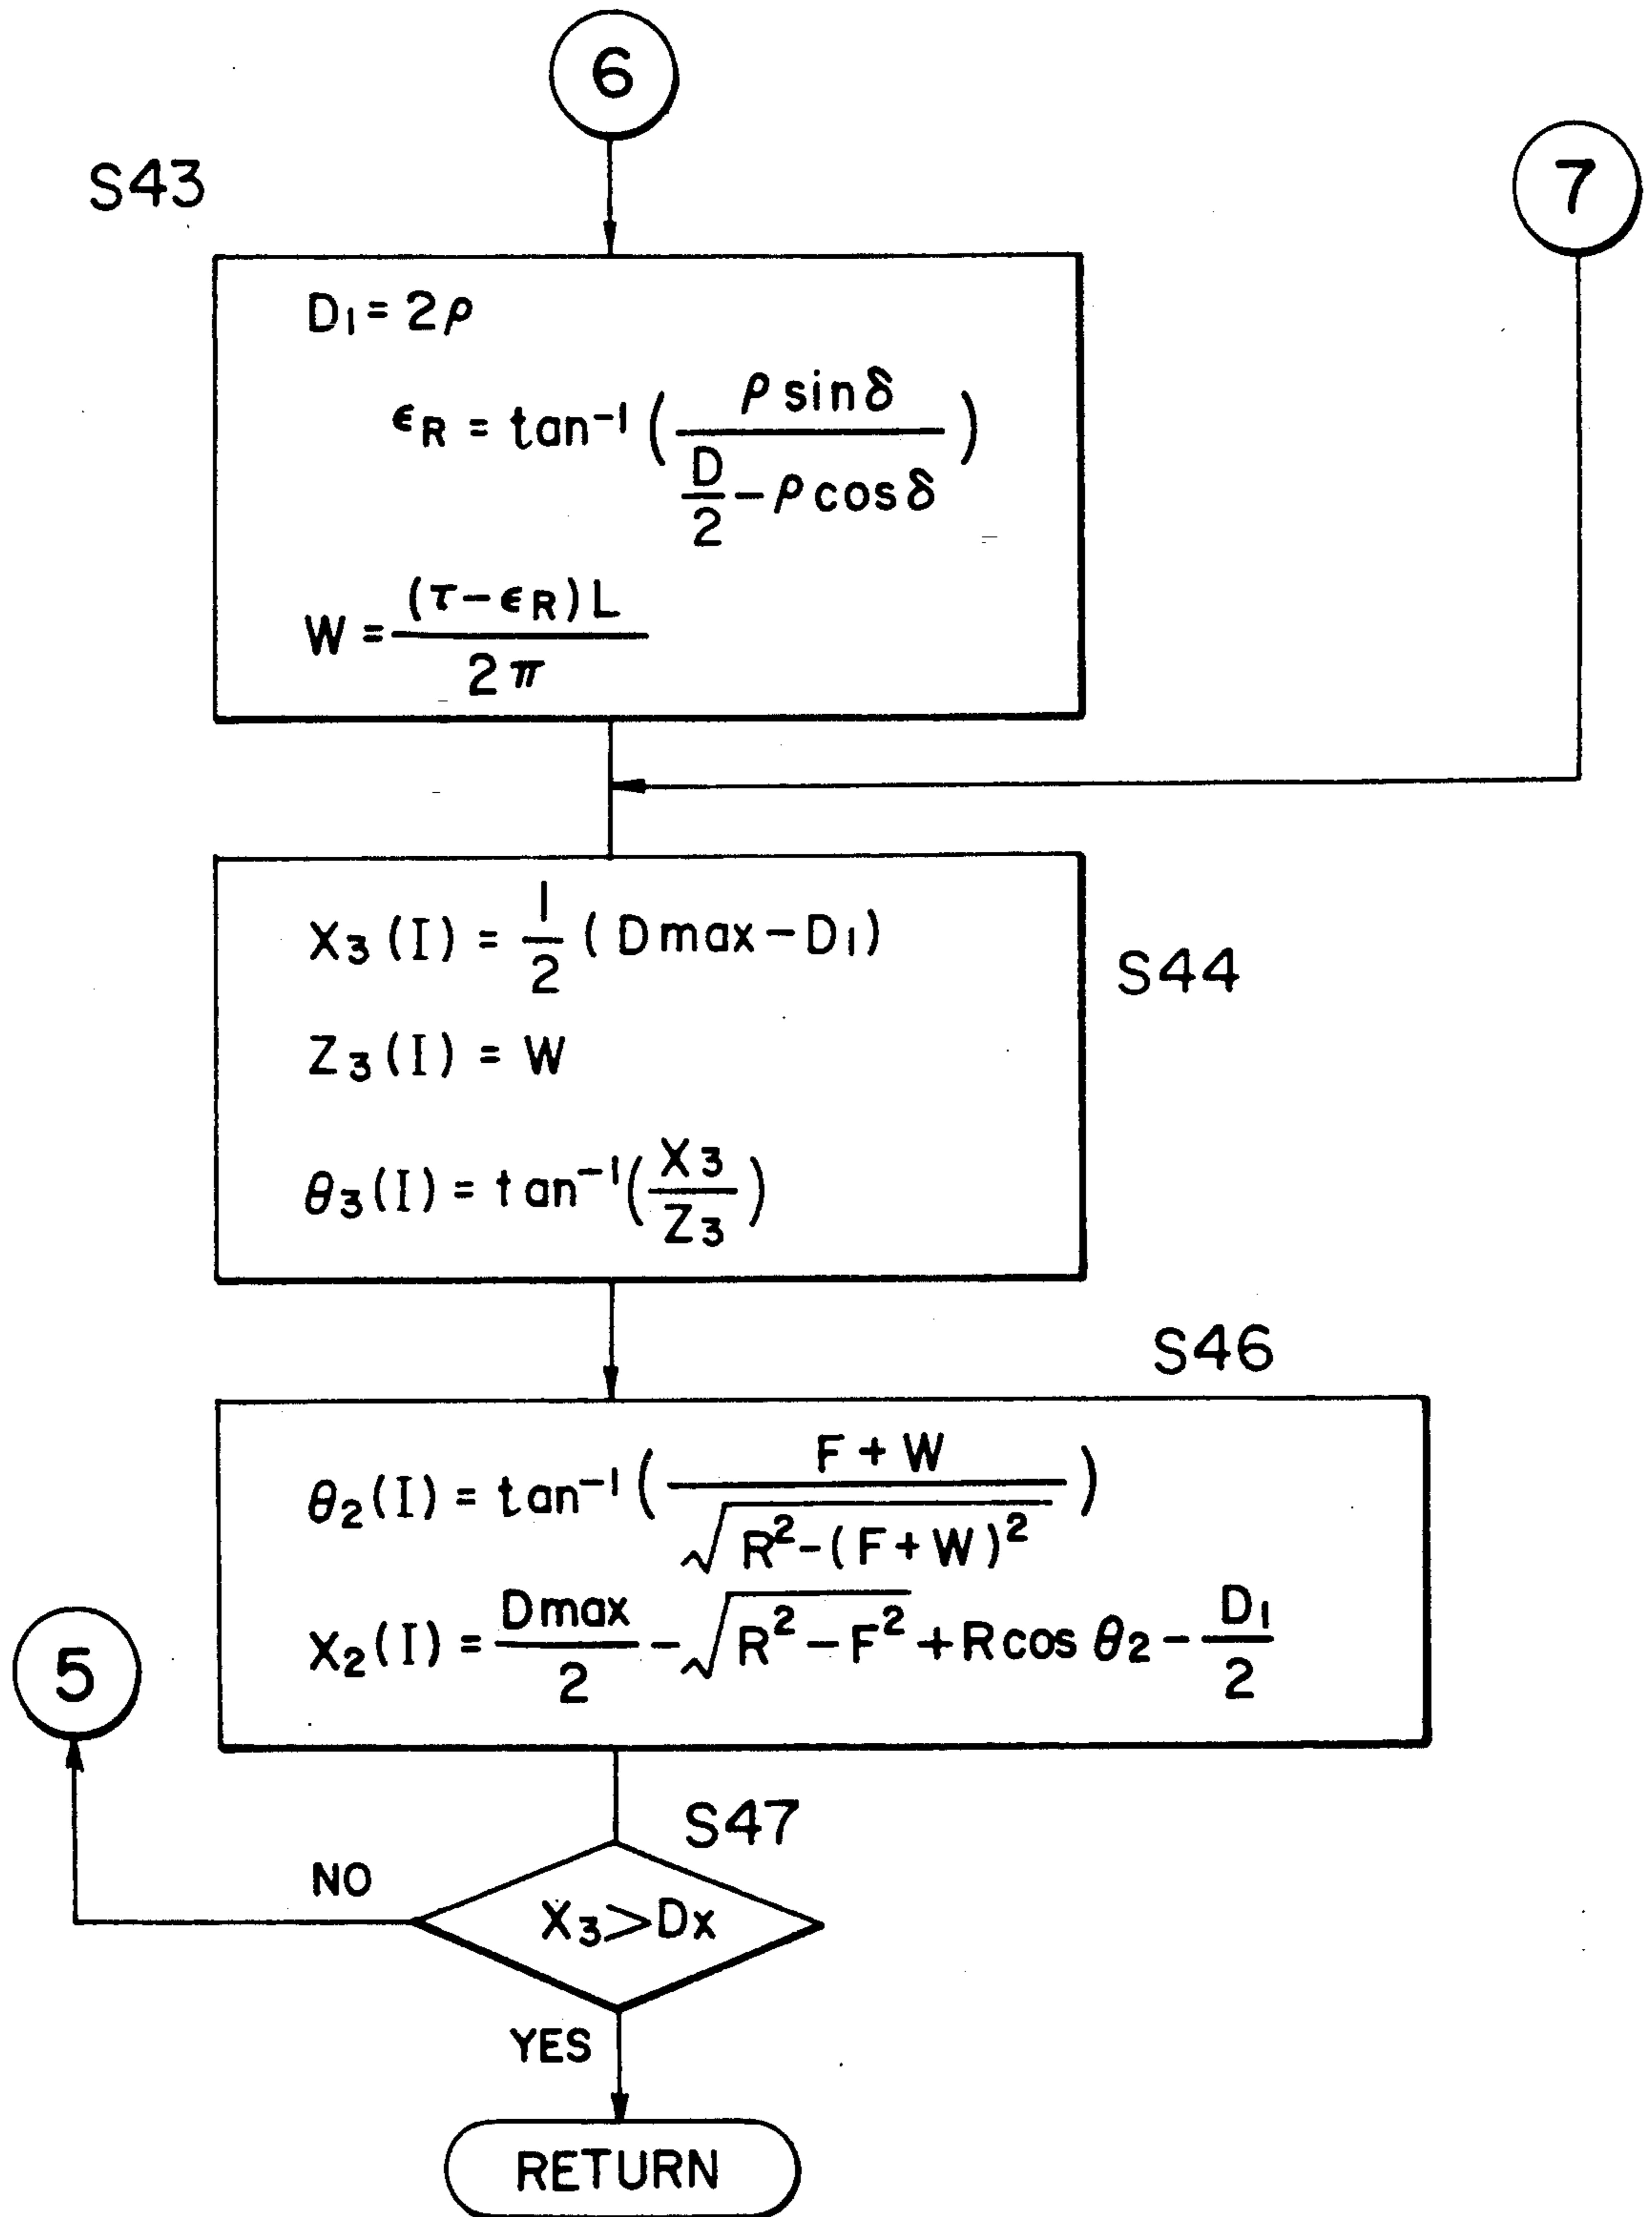 6
S43
7
D₁ = 2ρ
ϵR = tan⁻¹ ( ρ sin δ / ( D/2 − ρ cos δ ) )
W = (τ − ϵR) L / 2π
X₃ (I) = 1/2 ( Dmax − D₁ )
S44
Z₃ (I) = W
θ₃ (I) = tan⁻¹ ( X₃ / Z₃ )
S46
θ₂ (I) = tan⁻¹ ( F + W / √( R² − (F + W)² ) )
X₂ (I) = Dmax / 2 − √( R² − F² ) + R cos θ₂ − D₁ / 2
5
S47
NO
X₃ > Dx
YES
RETURN